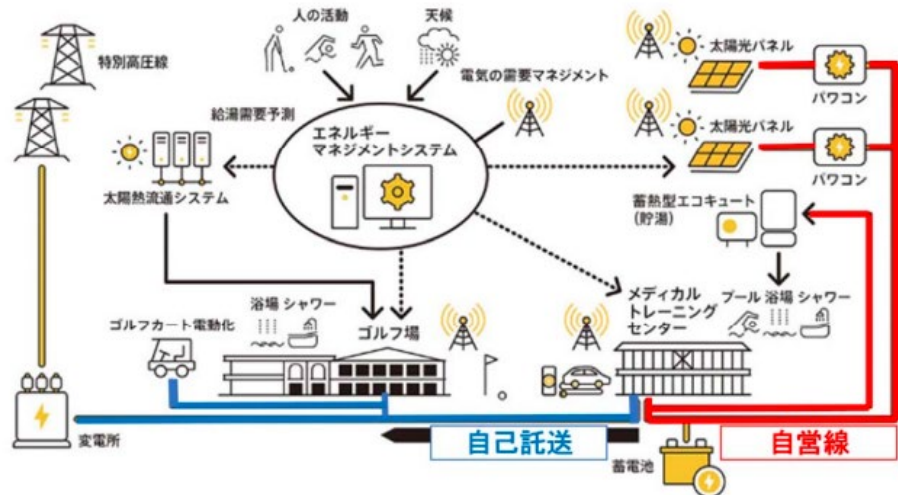 人の活動
天候
特別高圧線
電気の需要マネジメント
太陽光パネル
パワコン
給湯需要予測
エネルギー
マネジメントシステム
太陽光パネル
パワコン
太陽熱流通システム
蓄熱型エコキュート
(貯湯)
浴場 シャワー
ゴルフカート電動化
ゴルフ場
メディカル
トレーニング
センター
プール 浴場 シャワー
変電所
自己託送
自営線
蓄電池